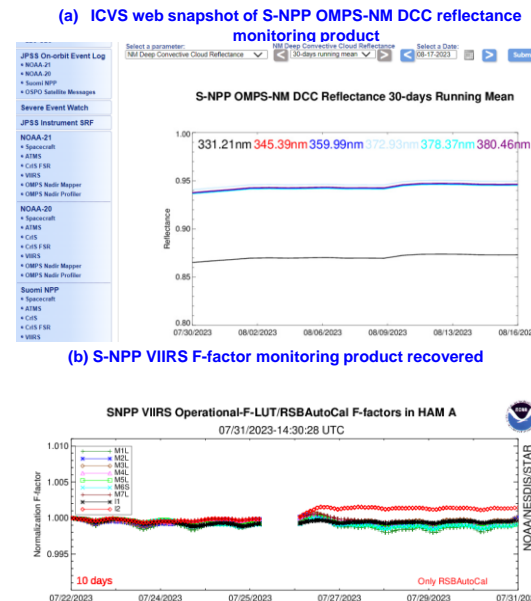 (a) ICVS web snapshot of S-NPP OMPS-NM DCC reflectance
monitoring product
Select a parameter:
NM Deep Convective Cloud Reflectance
NM Deep Convective Cloud Reflectance
30-days running mean
Select a Date:
08-17-2023
Submi
JPSS On-orbit Event Log
• NOAA-21
• NOAA-20
• Suomi NPP
• OSPO Satellite Messages
Severe Event Watch
JPSS Instrument SRF
NOAA-21
• Spacecraft
• ATMS
• CrIS FSR
• VIIRS
• OMPS Nadir Mapper
• OMPS Nadir Profiler
NOAA-20
• Spacecraft
• ATMS
• CrIS
• CrIS FSR
• VIIRS
• OMPS Nadir Mapper
• OMPS Nadir Profiler
Suomi NPP
• Spacecraft
• ATMS
• CrIS
• CrIS FSR
• VIIRS
S-NPP OMPS-NM DCC Reflectance 30-days Running Mean
331.21nm 345.39nm 359.99nm 372.93nm 378.37nm 380.46nm
Reflectance
1.00
0.95
0.90
0.85
0.80
07/30/2023 08/02/2023 08/06/2023 08/09/2023 08/13/2023 08/16/20
(b) S-NPP VIIRS F-factor monitoring product recovered
SNPP VIIRS Operational-F-LUT/RSBAutoCal F-factors in HAM A
07/31/2023-14:30:28 UTC
Normalization F-factor
1.010
1.005
1.000
0.995
M1L
M2L
M3L
M4L
M5L
M6S
M7L
I1
I2
10 days
Only RSBAutoCal
NOAA/NESDIS/STAR
07/22/2023 07/24/2023 07/25/2023 07/27/2023 07/29/2023 07/31/20